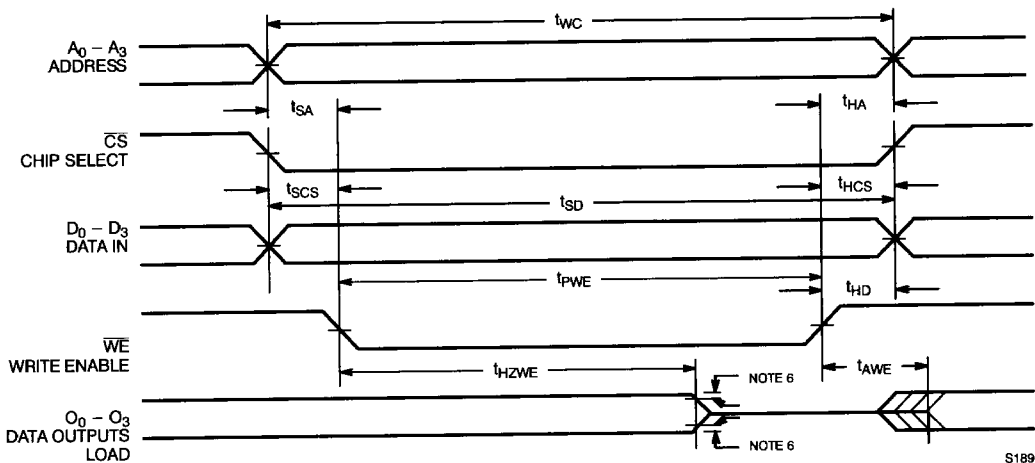 tWC
A0 – A3
ADDRESS
tSA
tHA
CS
CHIP SELECT
tSCS
tHCS
tSD
D0 – D3
DATA IN
tPWE
tHD
WE
WRITE ENABLE
tHZWE
NOTE 6
tAWE
O0 – O3
DATA OUTPUTS
LOAD
NOTE 6
S189